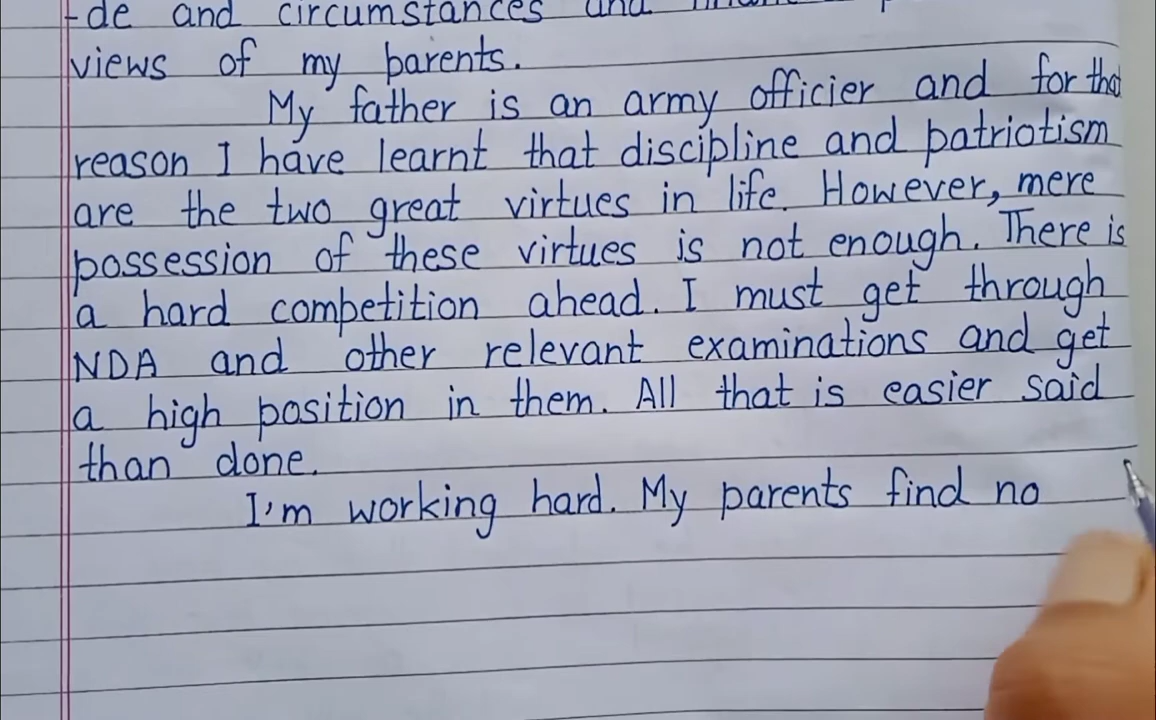 -de and circumstances and
views of my parents.
My father is an army officier and for that
reason I have learnt that discipline and patriotism
are the two great virtues in life. However, mere
possession of these virtues is not enough. There is
a hard competition ahead. I must get through
NDA and other relevant examinations and get
a high position in them. All that is easier said
than done.
I'm working hard. My parents find no